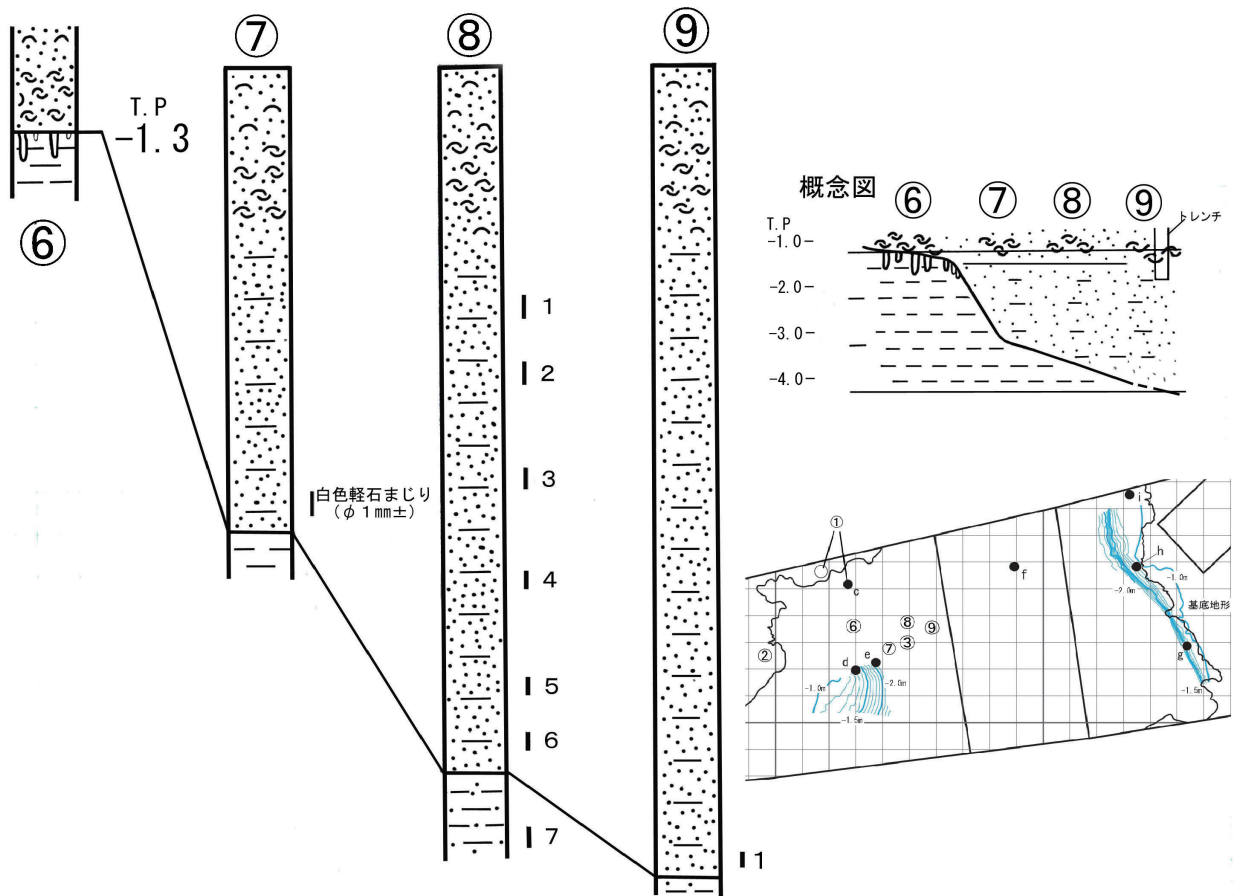 ⑦
⑧
⑨
T.P
-1.3
⑥
1
2
3
4
5
6
7
白色軽石まじり
(φ1mm±)
1
概念図
⑥
⑦
⑧
⑨
トレンチ
T.P
-1.0-
-2.0-
-3.0-
-4.0-
①
c
f
i
h
-1.0m
-2.0m
基底地形
g
-1.5m
②
⑥
⑧
⑨
③
⑦
d
e
-1.0m
-2.0m
-1.5m